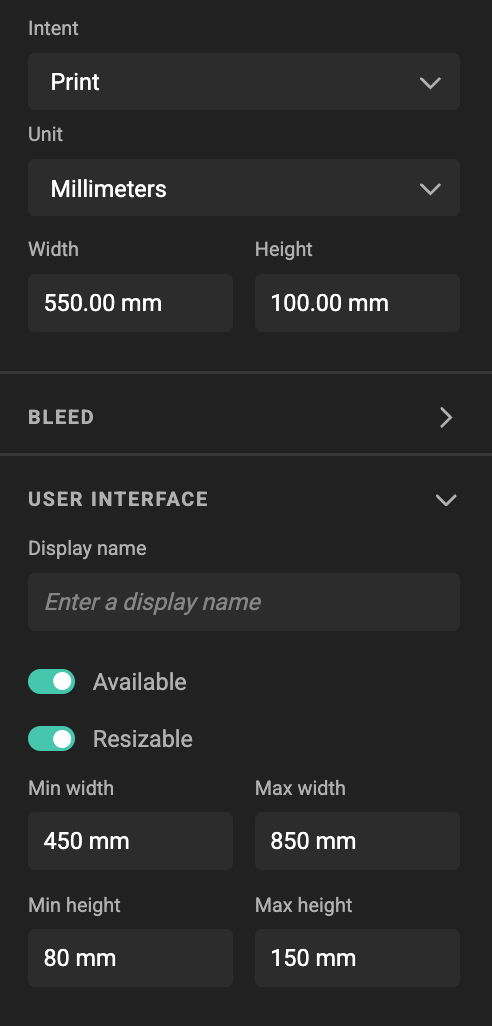 Intent
Print
Unit
Millimeters
Width Height
550.00 mm 100.00 mm
BLEED
USER INTERFACE
Display name
Enter a display name
Available
Resizable
Min width Max width
450 mm 850 mm
Min height Max height
80 mm 150 mm